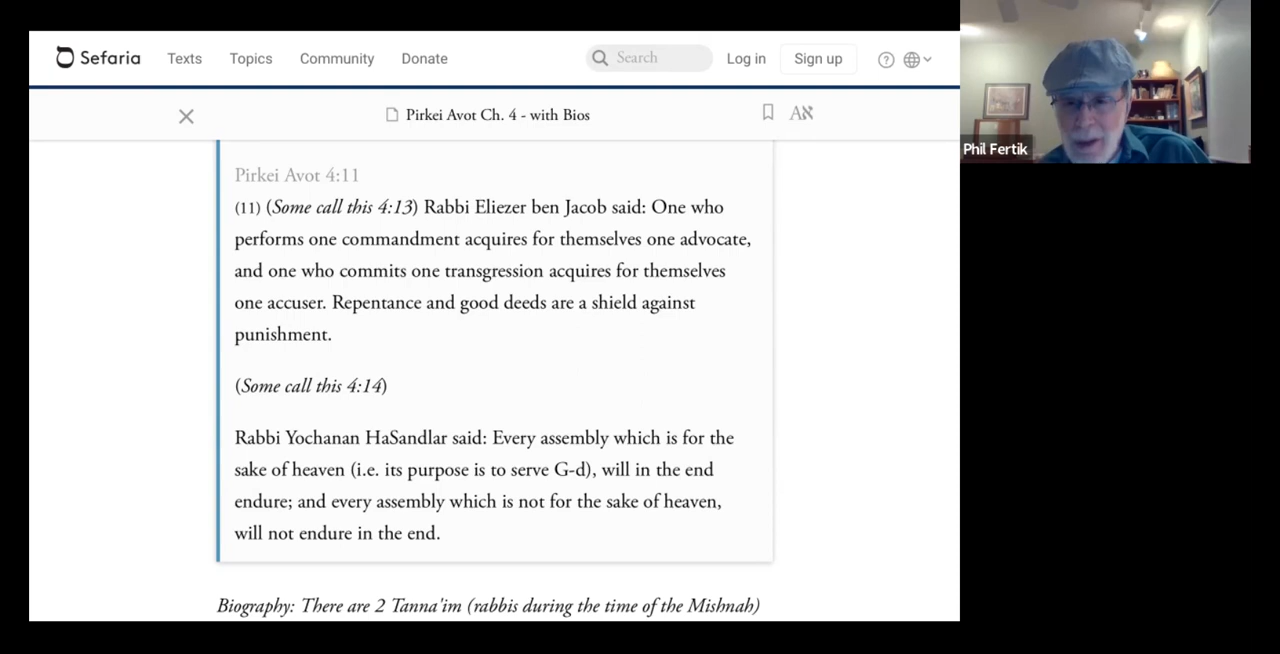 Sefaria Texts Topics Community Donate Search Log in Sign up
Pirkei Avot Ch. 4 - with Bios Aא
Phil Fertik
Pirkei Avot 4:11
(11) (Some call this 4:13) Rabbi Eliezer ben Jacob said: One who
performs one commandment acquires for themselves one advocate,
and one who commits one transgression acquires for themselves
one accuser. Repentance and good deeds are a shield against
punishment.
(Some call this 4:14)
Rabbi Yochanan HaSandlar said: Every assembly which is for the
sake of heaven (i.e. its purpose is to serve G-d), will in the end
endure; and every assembly which is not for the sake of heaven,
will not endure in the end.
Biography: There are 2 Tanna'im (rabbis during the time of the Mishnah)